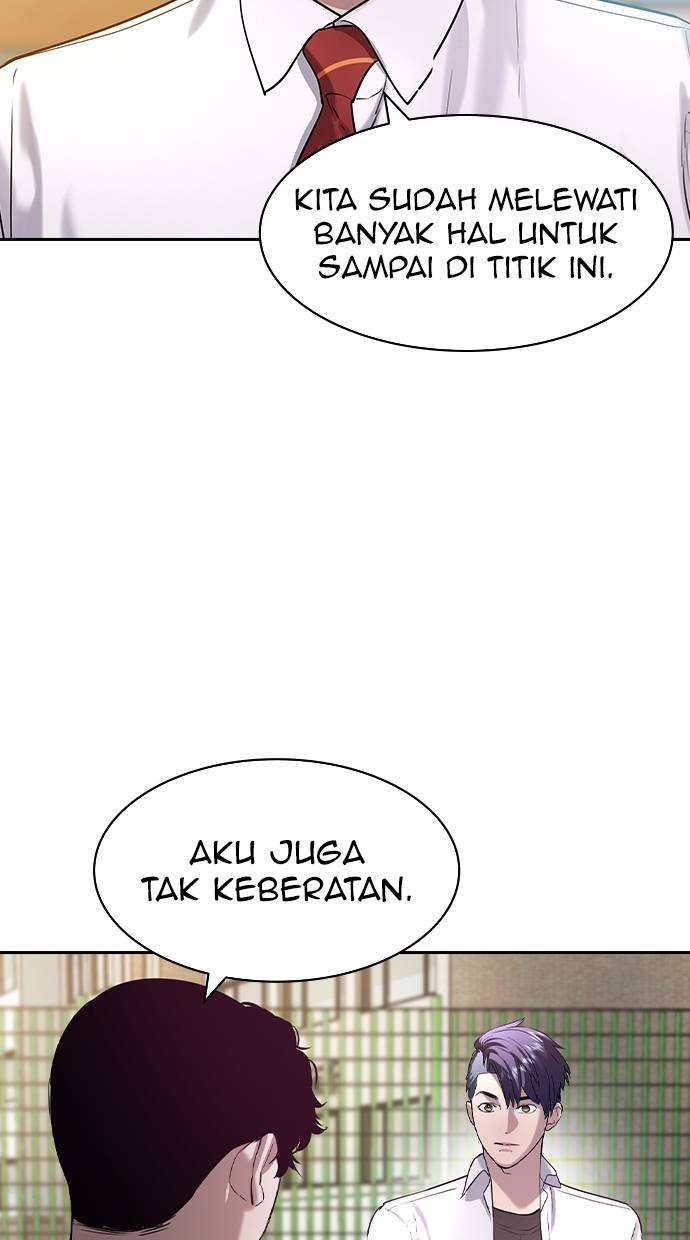 KITA SUDAH MELEWATI
BANYAK HAL UNTUK
SAMPAI DI TITIK INI.
AKU JUGA
TAK KEBERATAN.